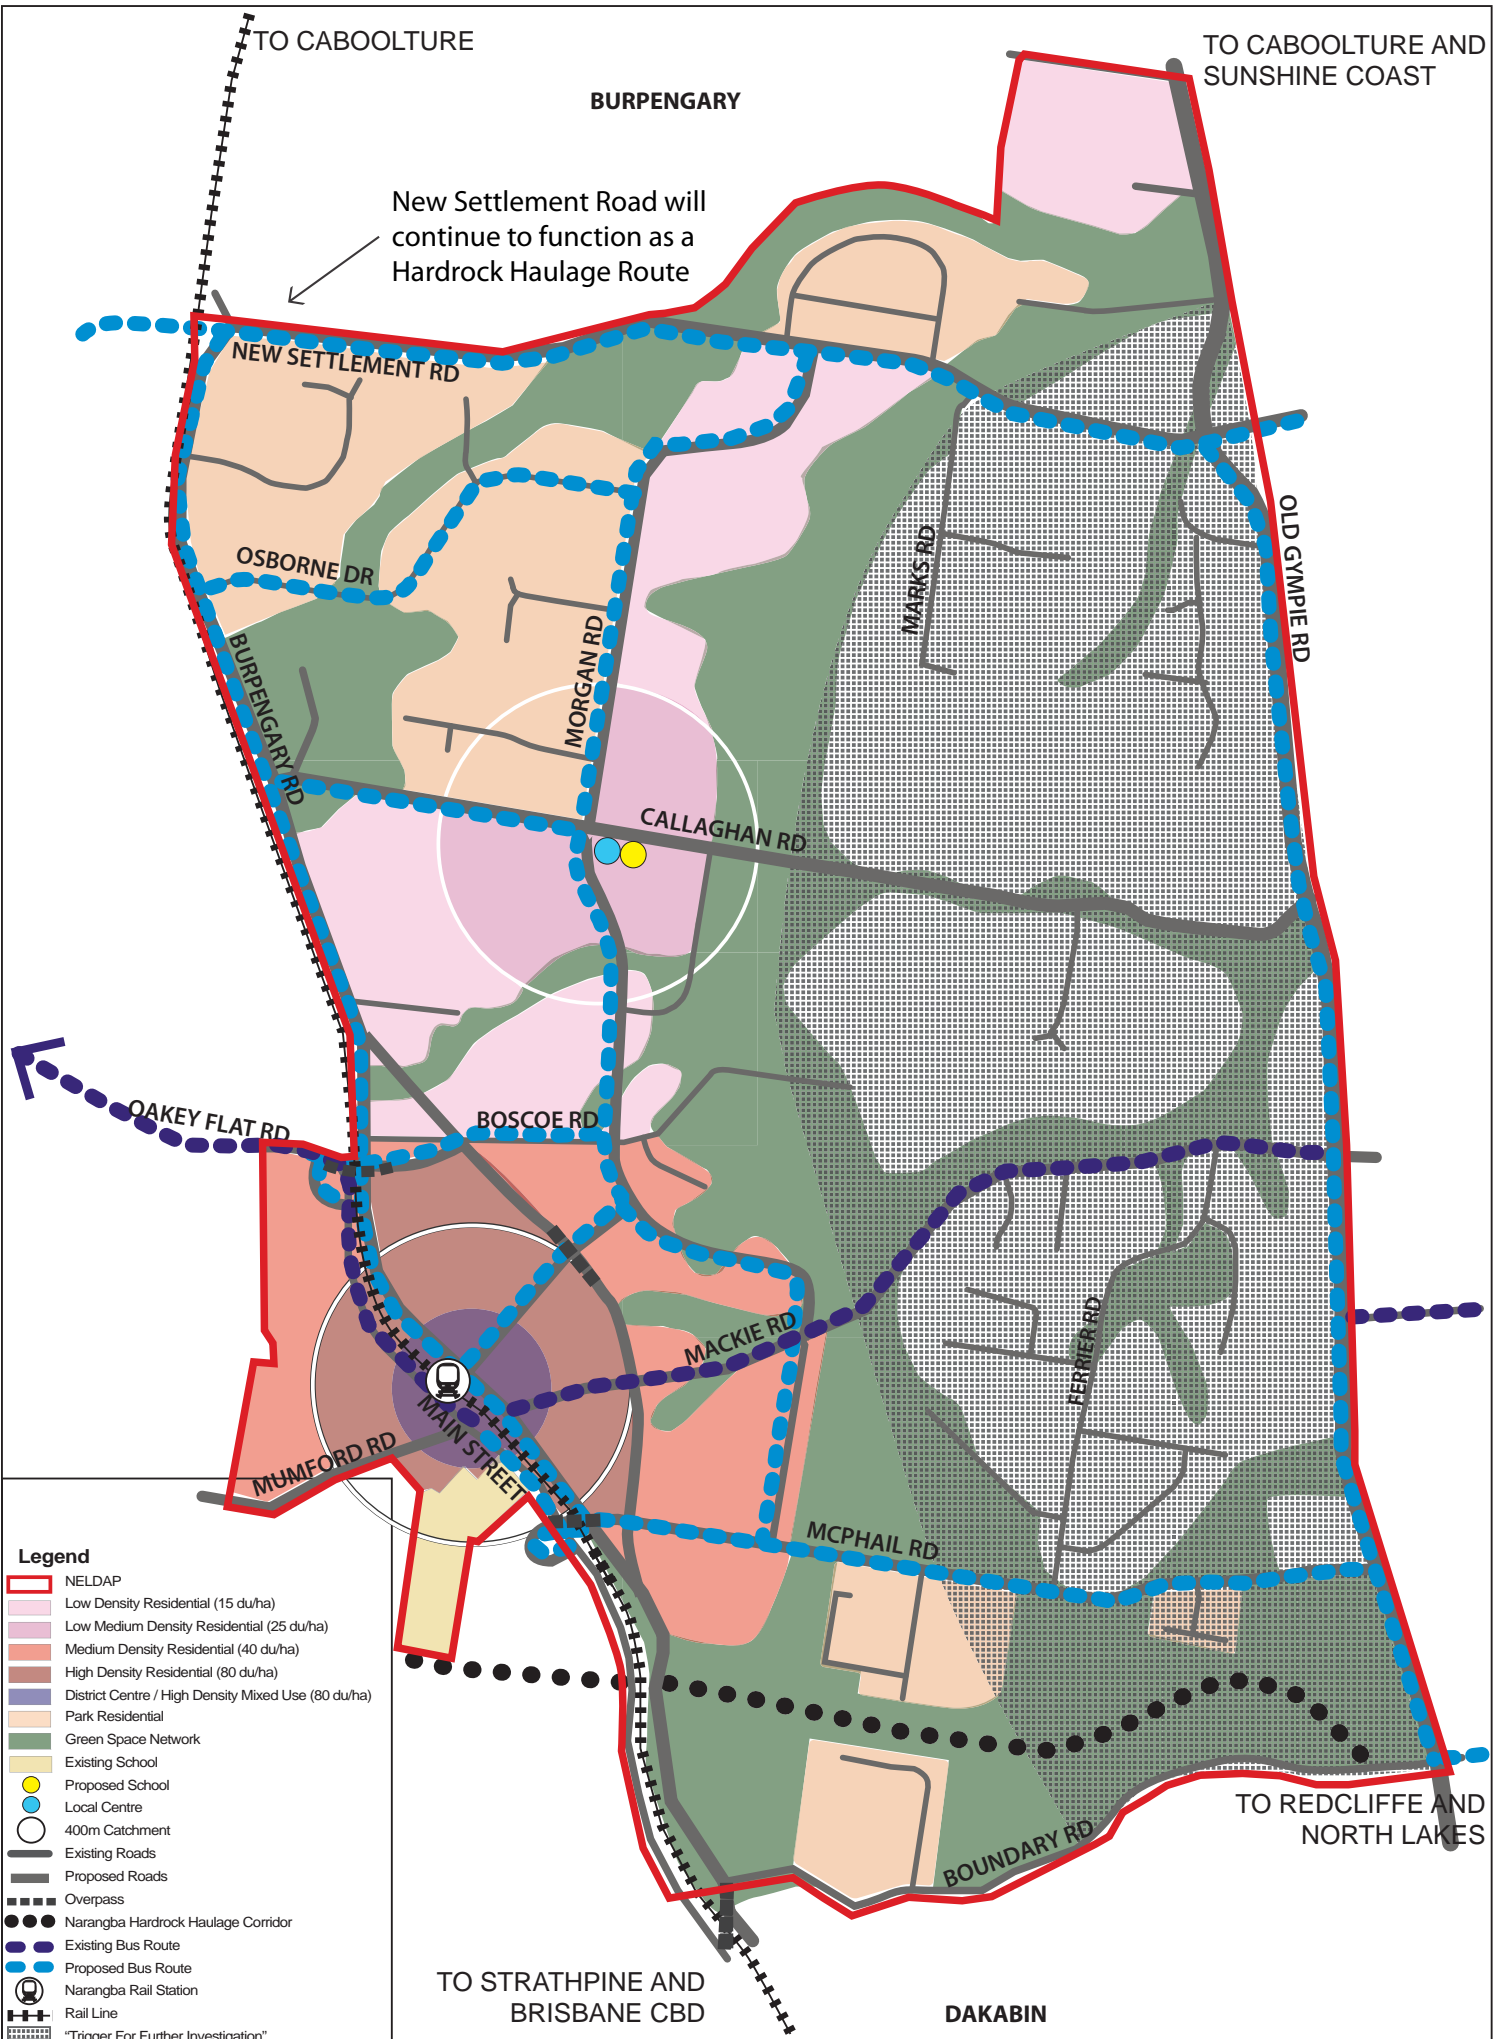 TO CABOOLTURE
TO CABOOLTURE AND
SUNSHINE COAST
BURPENGARY
New Settlement Road will
continue to function as a
Hardrock Haulage Route
NEW SETTLEMENT RD
OSBORNE DR
MARKS RD
OLD GYMPIE RD
BURPENGARY RD
MORGAN RD
CALLAGHAN RD
OAKEY FLAT RD
BOSCOE RD
MACKIE RD
FERRIER RD
MAIN STREET
MUMFORD RD
MCPHAIL RD
BOUNDARY RD
TO REDCLIFFE AND
NORTH LAKES
TO STRATHPINE AND
BRISBANE CBD
DAKABIN
Legend
NELDAP
Low Density Residential (15 du/ha)
Low Medium Density Residential (25 du/ha)
Medium Density Residential (40 du/ha)
High Density Residential (80 du/ha)
District Centre / High Density Mixed Use (80 du/ha)
Park Residential
Green Space Network
Existing School
Proposed School
Local Centre
400m Catchment
Existing Roads
Proposed Roads
Overpass
Narangba Hardrock Haulage Corridor
Existing Bus Route
Proposed Bus Route
Narangba Rail Station
Rail Line
"Trigger For Further Investigation"